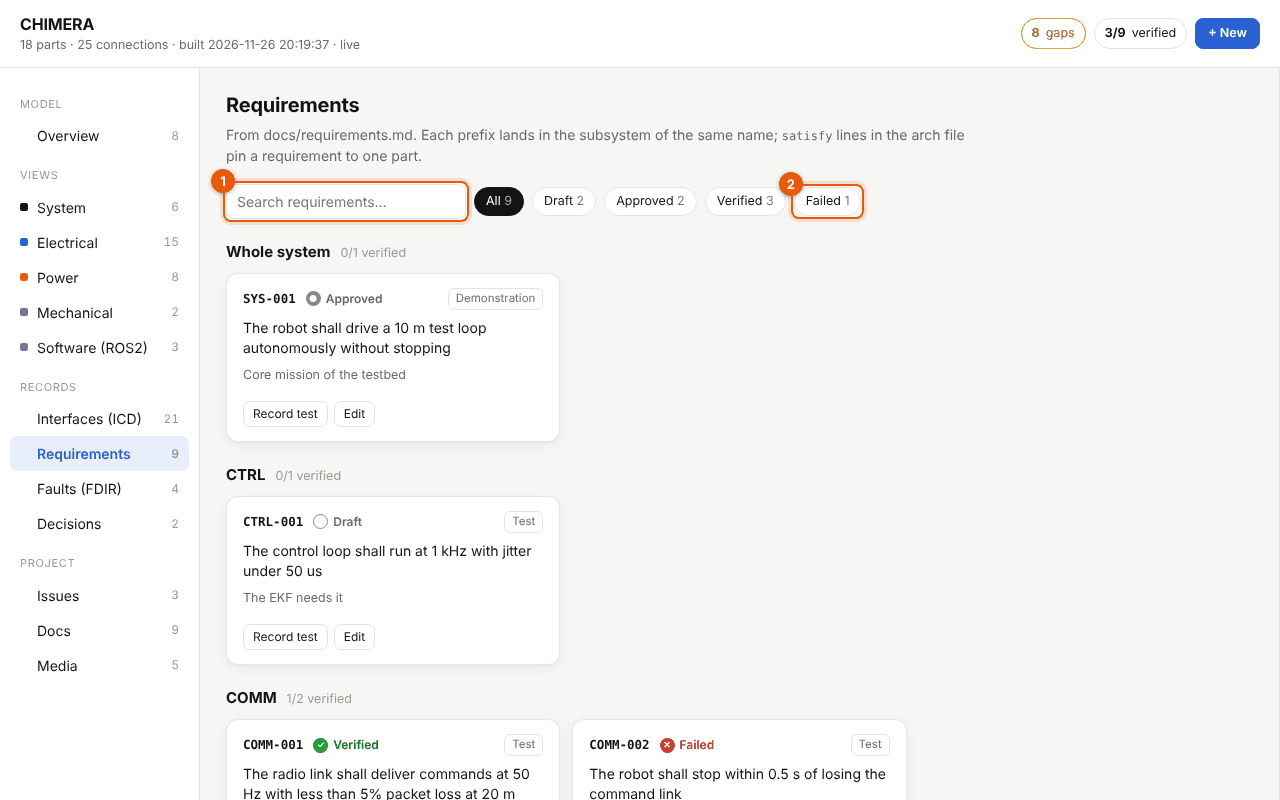 CHIMERA
18 parts · 25 connections · built 2026-11-26 20:19:37 · live
8 gaps
3/9 verified
+ New
MODEL
Overview 8
VIEWS
System 6
Electrical 15
Power 8
Mechanical 2
Software (ROS2) 3
RECORDS
Interfaces (ICD) 21
Requirements 9
Faults (FDIR) 4
Decisions 2
PROJECT
Issues 3
Docs 9
Media 5
Requirements
From docs/requirements.md. Each prefix lands in the subsystem of the same name; satisfy lines in the arch file
pin a requirement to one part.
1
Search requirements...
All 9
Draft 2
Approved 2
Verified 3
2
Failed 1
Whole system 0/1 verified
SYS-001 Approved Demonstration
The robot shall drive a 10 m test loop
autonomously without stopping
Core mission of the testbed
Record test Edit
CTRL 0/1 verified
CTRL-001 Draft Test
The control loop shall run at 1 kHz with jitter
under 50 us
The EKF needs it
Record test Edit
COMM 1/2 verified
COMM-001 Verified Test
The radio link shall deliver commands at 50
Hz with less than 5% packet loss at 20 m
COMM-002 Failed Test
The robot shall stop within 0.5 s of losing the
command link